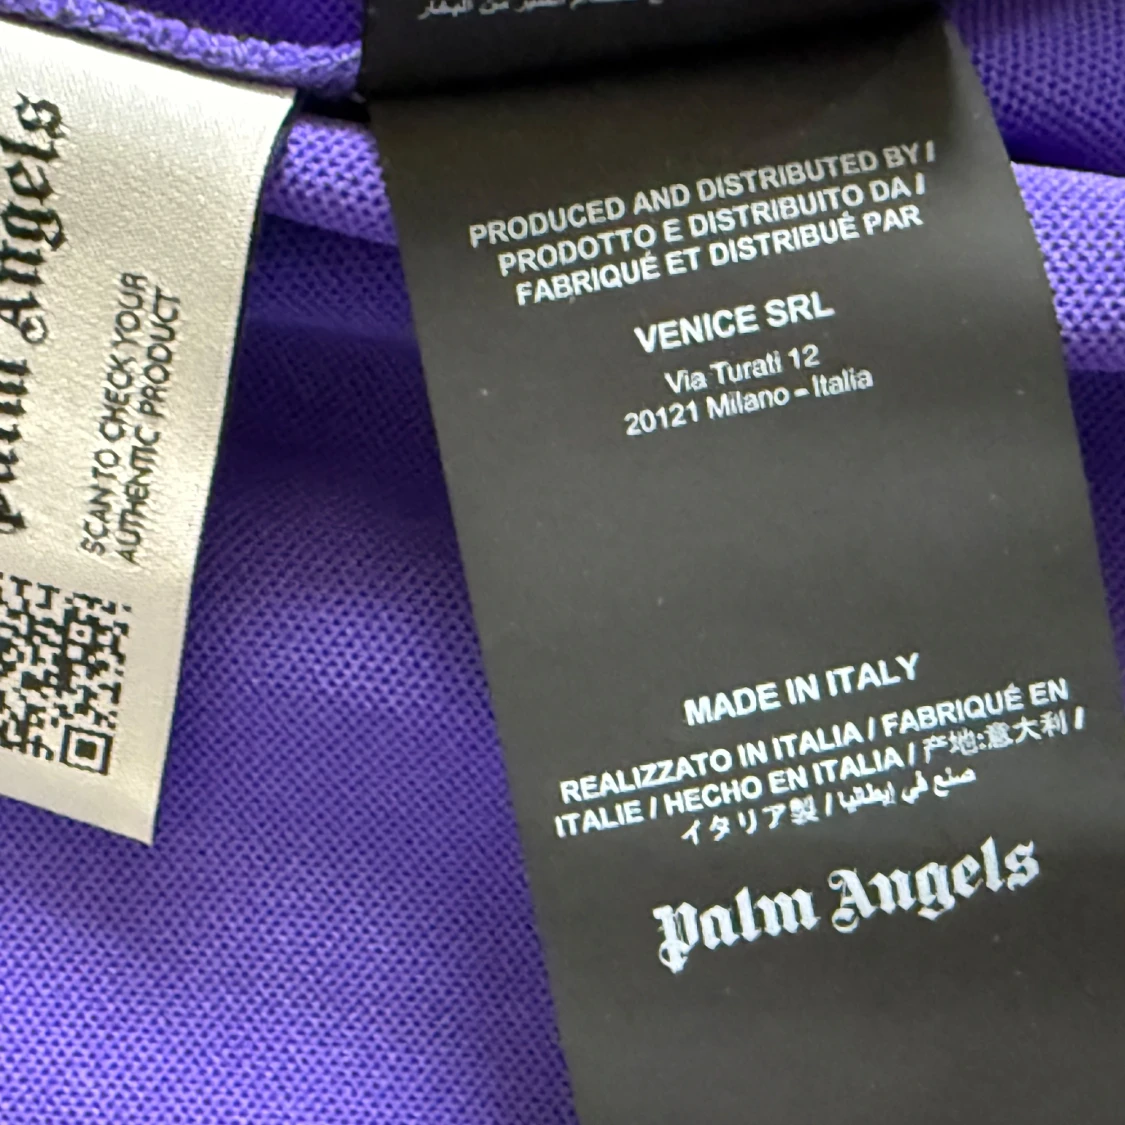 Palm Angels
SCAN TO CHECK YOUR
AUTHENTIC PRODUCT
من البخار
PRODUCED AND DISTRIBUTED BY /
PRODOTTO E DISTRIBUITO DA /
FABRIQUÉ ET DISTRIBUÉ PAR
VENICE SRL
Via Turati 12
20121 Milano - Italia
MADE IN ITALY
REALIZZATO IN ITALIA / FABRIQUÉ EN
ITALIE / HECHO EN ITALIA / 产地:意大利 /
イタリア製 / صنع في إيطاليا
Palm Angels